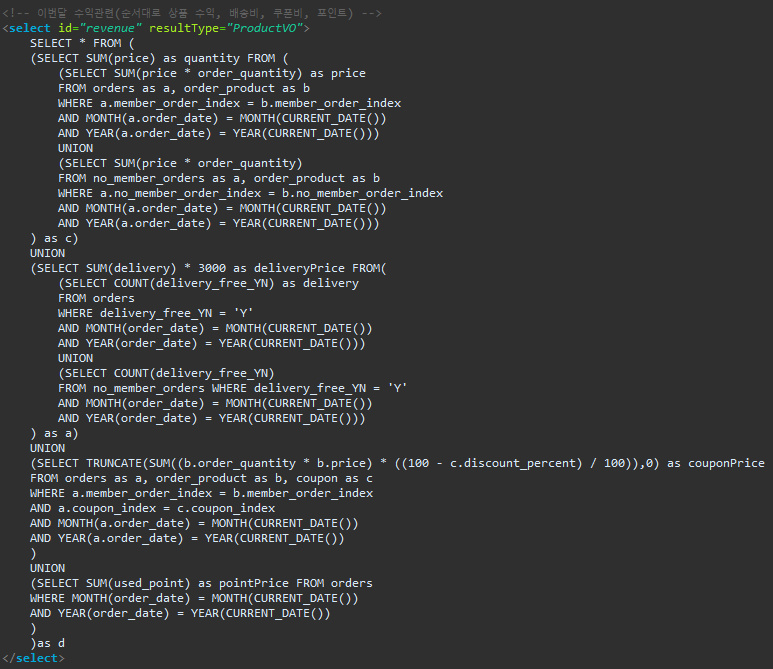 <!-- 이번달 수익관련(순서대로 상품 수익, 배송비, 쿠폰비, 포인트) -->
<select id="revenue" resultType="ProductVO">
    SELECT * FROM (
    (SELECT SUM(price) as quantity FROM (
        (SELECT SUM(price * order_quantity) as price
        FROM orders as a, order_product as b
        WHERE a.member_order_index = b.member_order_index
        AND MONTH(a.order_date) = MONTH(CURRENT_DATE())
        AND YEAR(a.order_date) = YEAR(CURRENT_DATE()))
        UNION
        (SELECT SUM(price * order_quantity)
        FROM no_member_orders as a, order_product as b
        WHERE a.no_member_order_index = b.no_member_order_index
        AND MONTH(a.order_date) = MONTH(CURRENT_DATE())
        AND YEAR(a.order_date) = YEAR(CURRENT_DATE()))
    ) as c)
    UNION
    (SELECT SUM(delivery) * 3000 as deliveryPrice FROM(
        (SELECT COUNT(delivery_free_YN) as delivery
        FROM orders
        WHERE delivery_free_YN = 'Y'
        AND MONTH(order_date) = MONTH(CURRENT_DATE())
        AND YEAR(order_date) = YEAR(CURRENT_DATE()))
        UNION
        (SELECT COUNT(delivery_free_YN)
        FROM no_member_orders WHERE delivery_free_YN = 'Y'
        AND MONTH(order_date) = MONTH(CURRENT_DATE())
        AND YEAR(order_date) = YEAR(CURRENT_DATE()))
    ) as a)
    UNION
    (SELECT TRUNCATE(SUM((b.order_quantity * b.price) * ((100 - c.discount_percent) / 100)),0) as couponPrice
    FROM orders as a, order_product as b, coupon as c
    WHERE a.member_order_index = b.member_order_index
    AND a.coupon_index = c.coupon_index
    AND MONTH(a.order_date) = MONTH(CURRENT_DATE())
    AND YEAR(a.order_date) = YEAR(CURRENT_DATE())
    )
    UNION
    (SELECT SUM(used_point) as pointPrice FROM orders
    WHERE MONTH(order_date) = MONTH(CURRENT_DATE())
    AND YEAR(order_date) = YEAR(CURRENT_DATE())
    )
    )as d
</select>